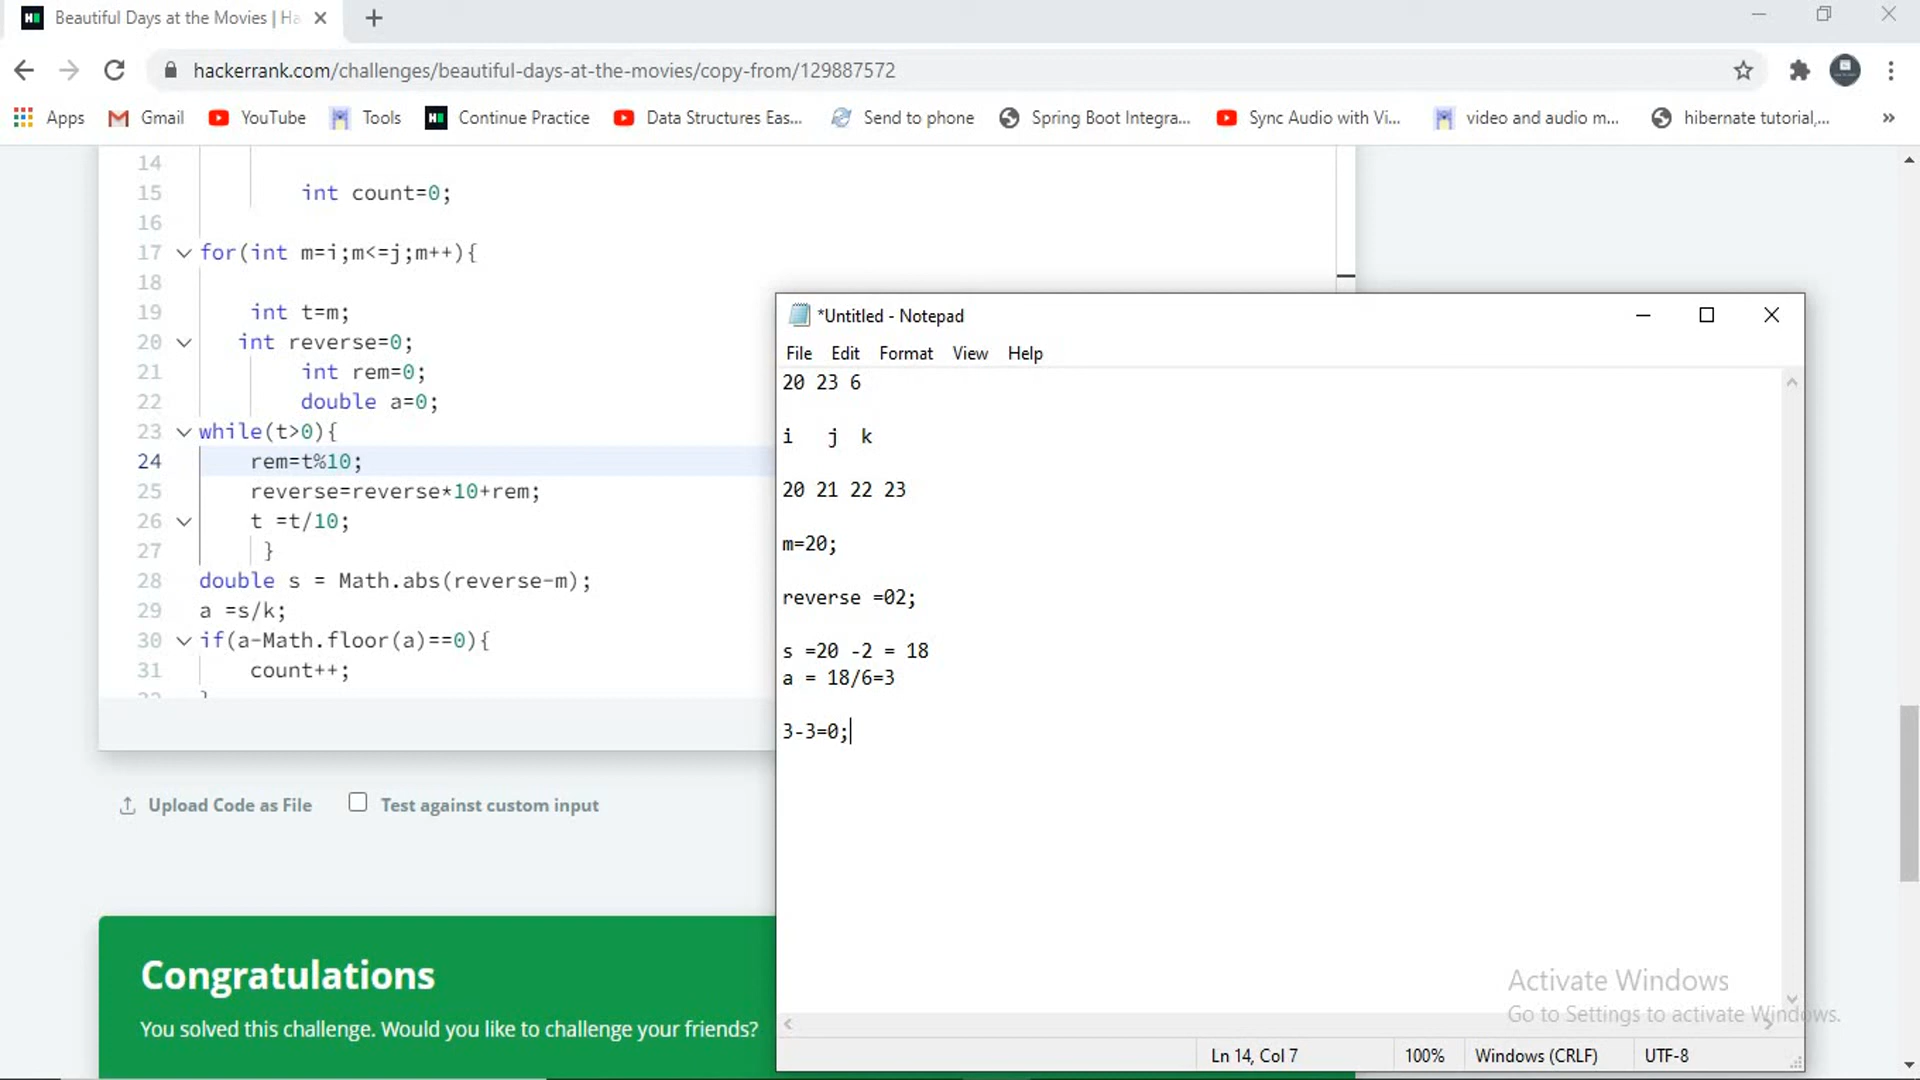 Beautiful Days at the Movies | Ha
hackerrank.com/challenges/beautiful-days-at-the-movies/copy-from/129887572
Apps Gmail YouTube Tools Continue Practice Data Structures Eas... Send to phone Spring Boot Integra... Sync Audio with Vi... video and audio m... hibernate tutorial,... »
14
15 int count=0;
16
17 for(int m=i;m<=j;m++){
18
19 int t=m;
20 int reverse=0;
21 int rem=0;
22 double a=0;
23 while(t>0){
24 rem=t%10;
25 reverse=reverse*10+rem;
26 t =t/10;
27 }
28 double s = Math.abs(reverse-m);
29 a =s/k;
30 if(a-Math.floor(a)==0){
31 count++;
32 }
Upload Code as File Test against custom input
Congratulations
You solved this challenge. Would you like to challenge your friends?
*Untitled - Notepad
File Edit Format View Help
20 23 6
i j k
20 21 22 23
m=20;
reverse =02;
s =20 -2 = 18
a = 18/6=3
3-3=0;
Activate Windows
Go to Settings to activate Windows.
Ln 14, Col 7 100% Windows (CRLF) UTF-8